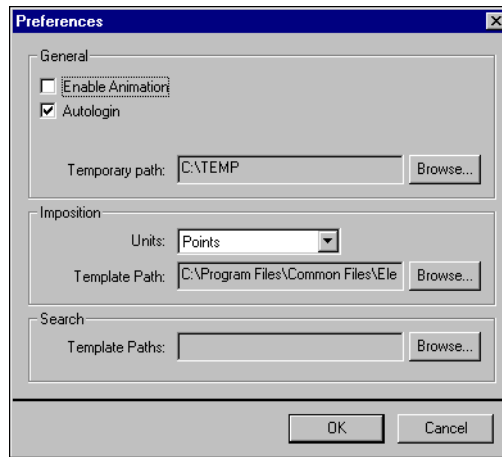 Preferences
General
Enable Animation
Autologin
Temporary path: C:\TEMP Browse...
Imposition
Units: Points
Template Path: C:\Program Files\Common Files\Ele Browse...
Search
Template Paths: Browse...
OK Cancel